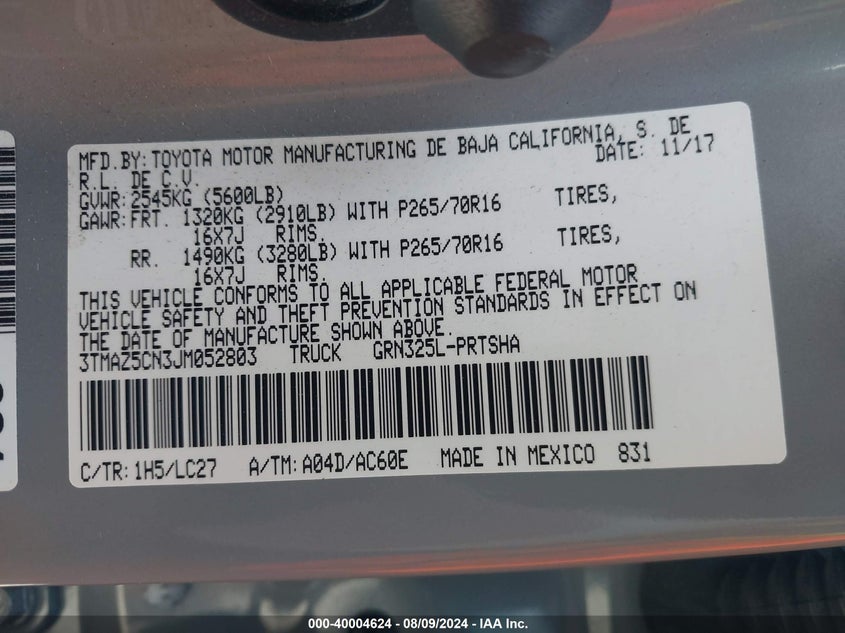 MFD.BY:TOYOTA MOTOR MANUFACTURING DE BAJA CALIFORNIA, S. DE
R.L. DE C.V. DATE: 11/17
GVWR:2545KG (5600LB)
GAWR:FRT. 1320KG (2910LB) WITH P265/70R16 TIRES,
16X7J RIMS.
RR. 1490KG (3280LB) WITH P265/70R16 TIRES,
16X7J RIMS.
THIS VEHICLE CONFORMS TO ALL APPLICABLE FEDERAL MOTOR
VEHICLE SAFETY AND THEFT PREVENTION STANDARDS IN EFFECT ON
THE DATE OF MANUFACTURE SHOWN ABOVE.
3TMAZ5CN3JM052803 TRUCK GRN325L-PRTSHA
C/TR:1H5/LC27 A/TM:A04D/AC60E MADE IN MEXICO 831
000-40004624 - 08/09/2024 - IAA Inc.